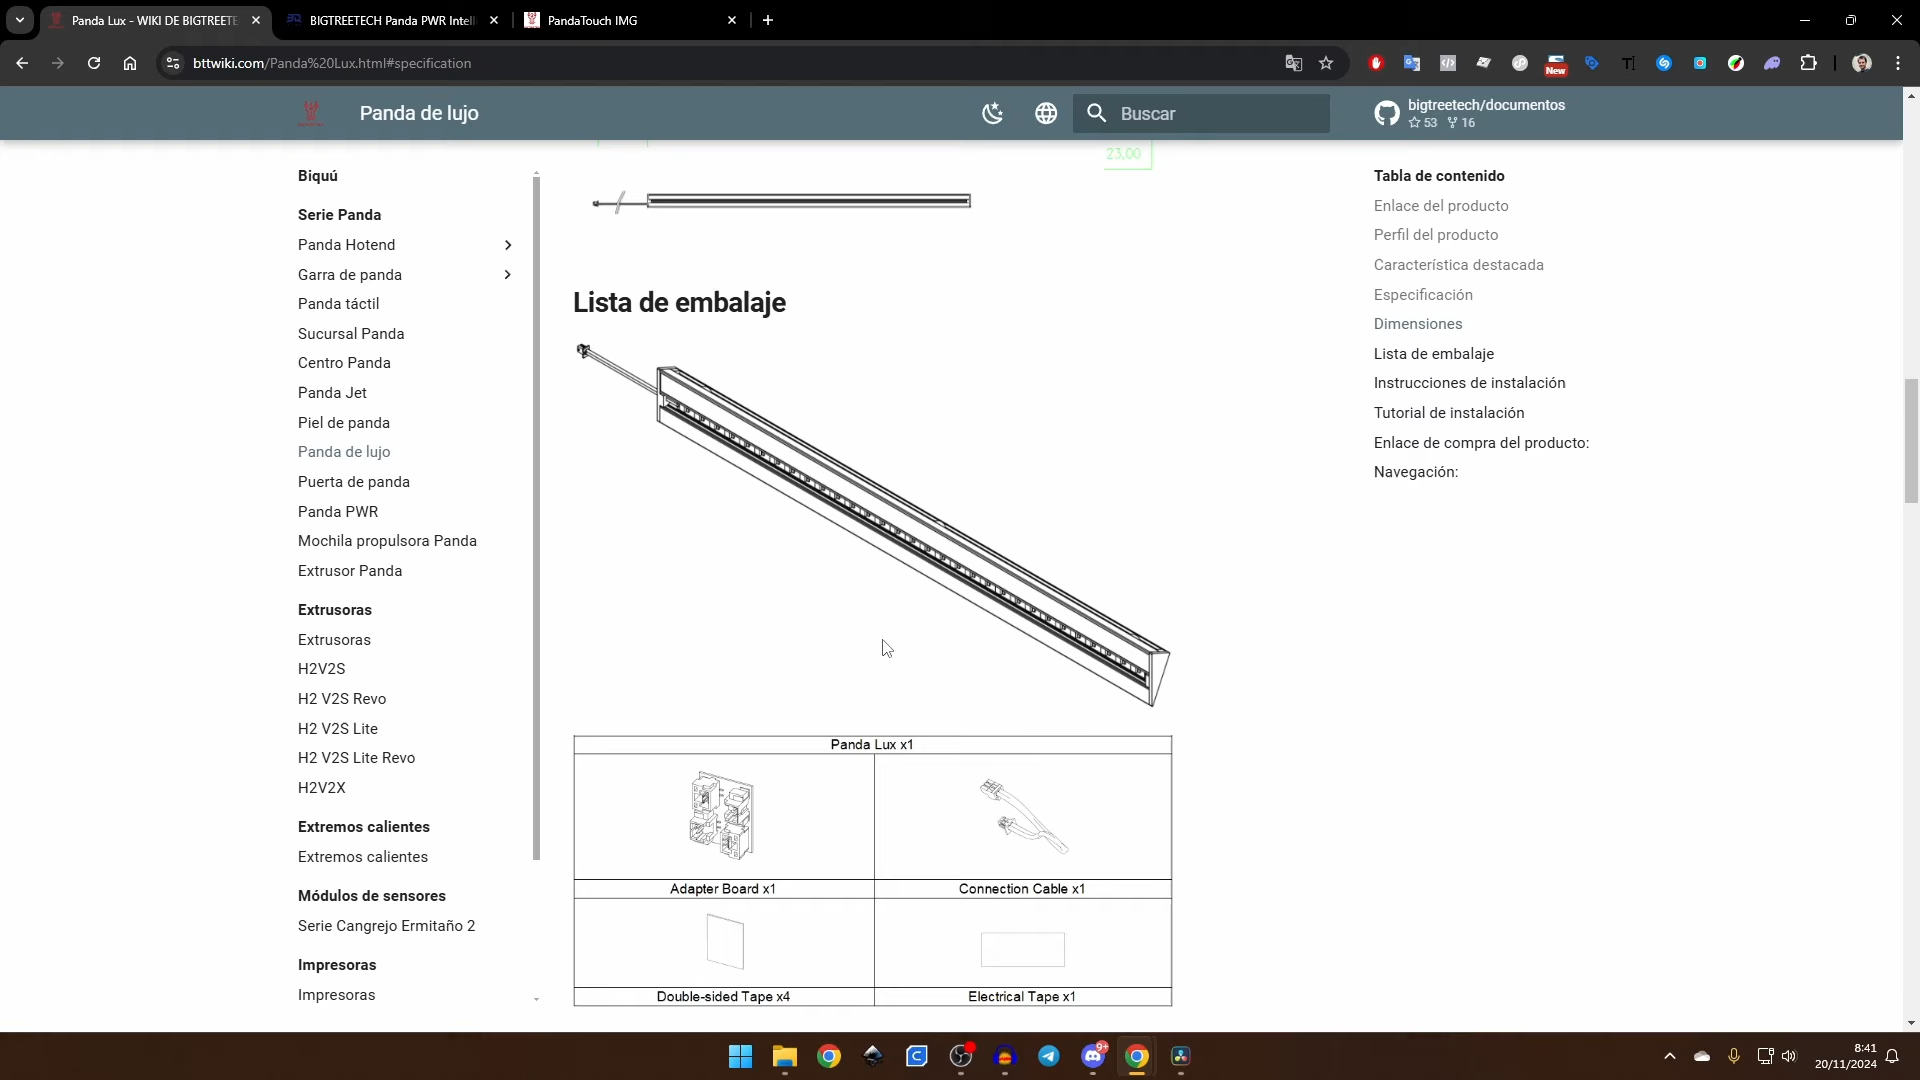 Panda Lux - WIKI DE BIGTREETE
BIGTREETECH Panda PWR Intell
PandaTouch IMG
bttwiki.com/Panda%20Lux.html#specification
New
Panda de lujo
Buscar
bigtreetech/documentos
53 16
Biquú
Serie Panda
Panda Hotend
Garra de panda
Panda táctil
Sucursal Panda
Centro Panda
Panda Jet
Piel de panda
Panda de lujo
Puerta de panda
Panda PWR
Mochila propulsora Panda
Extrusor Panda
Extrusoras
Extrusoras
H2V2S
H2 V2S Revo
H2 V2S Lite
H2 V2S Lite Revo
H2V2X
Extremos calientes
Extremos calientes
Módulos de sensores
Serie Cangrejo Ermitaño 2
Impresoras
Impresoras
23,00
Lista de embalaje
Panda Lux x1
Adapter Board x1
Connection Cable x1
Double-sided Tape x4
Electrical Tape x1
Tabla de contenido
Enlace del producto
Perfil del producto
Característica destacada
Especificación
Dimensiones
Lista de embalaje
Instrucciones de instalación
Tutorial de instalación
Enlace de compra del producto:
Navegación:
9+
8:41
20/11/2024